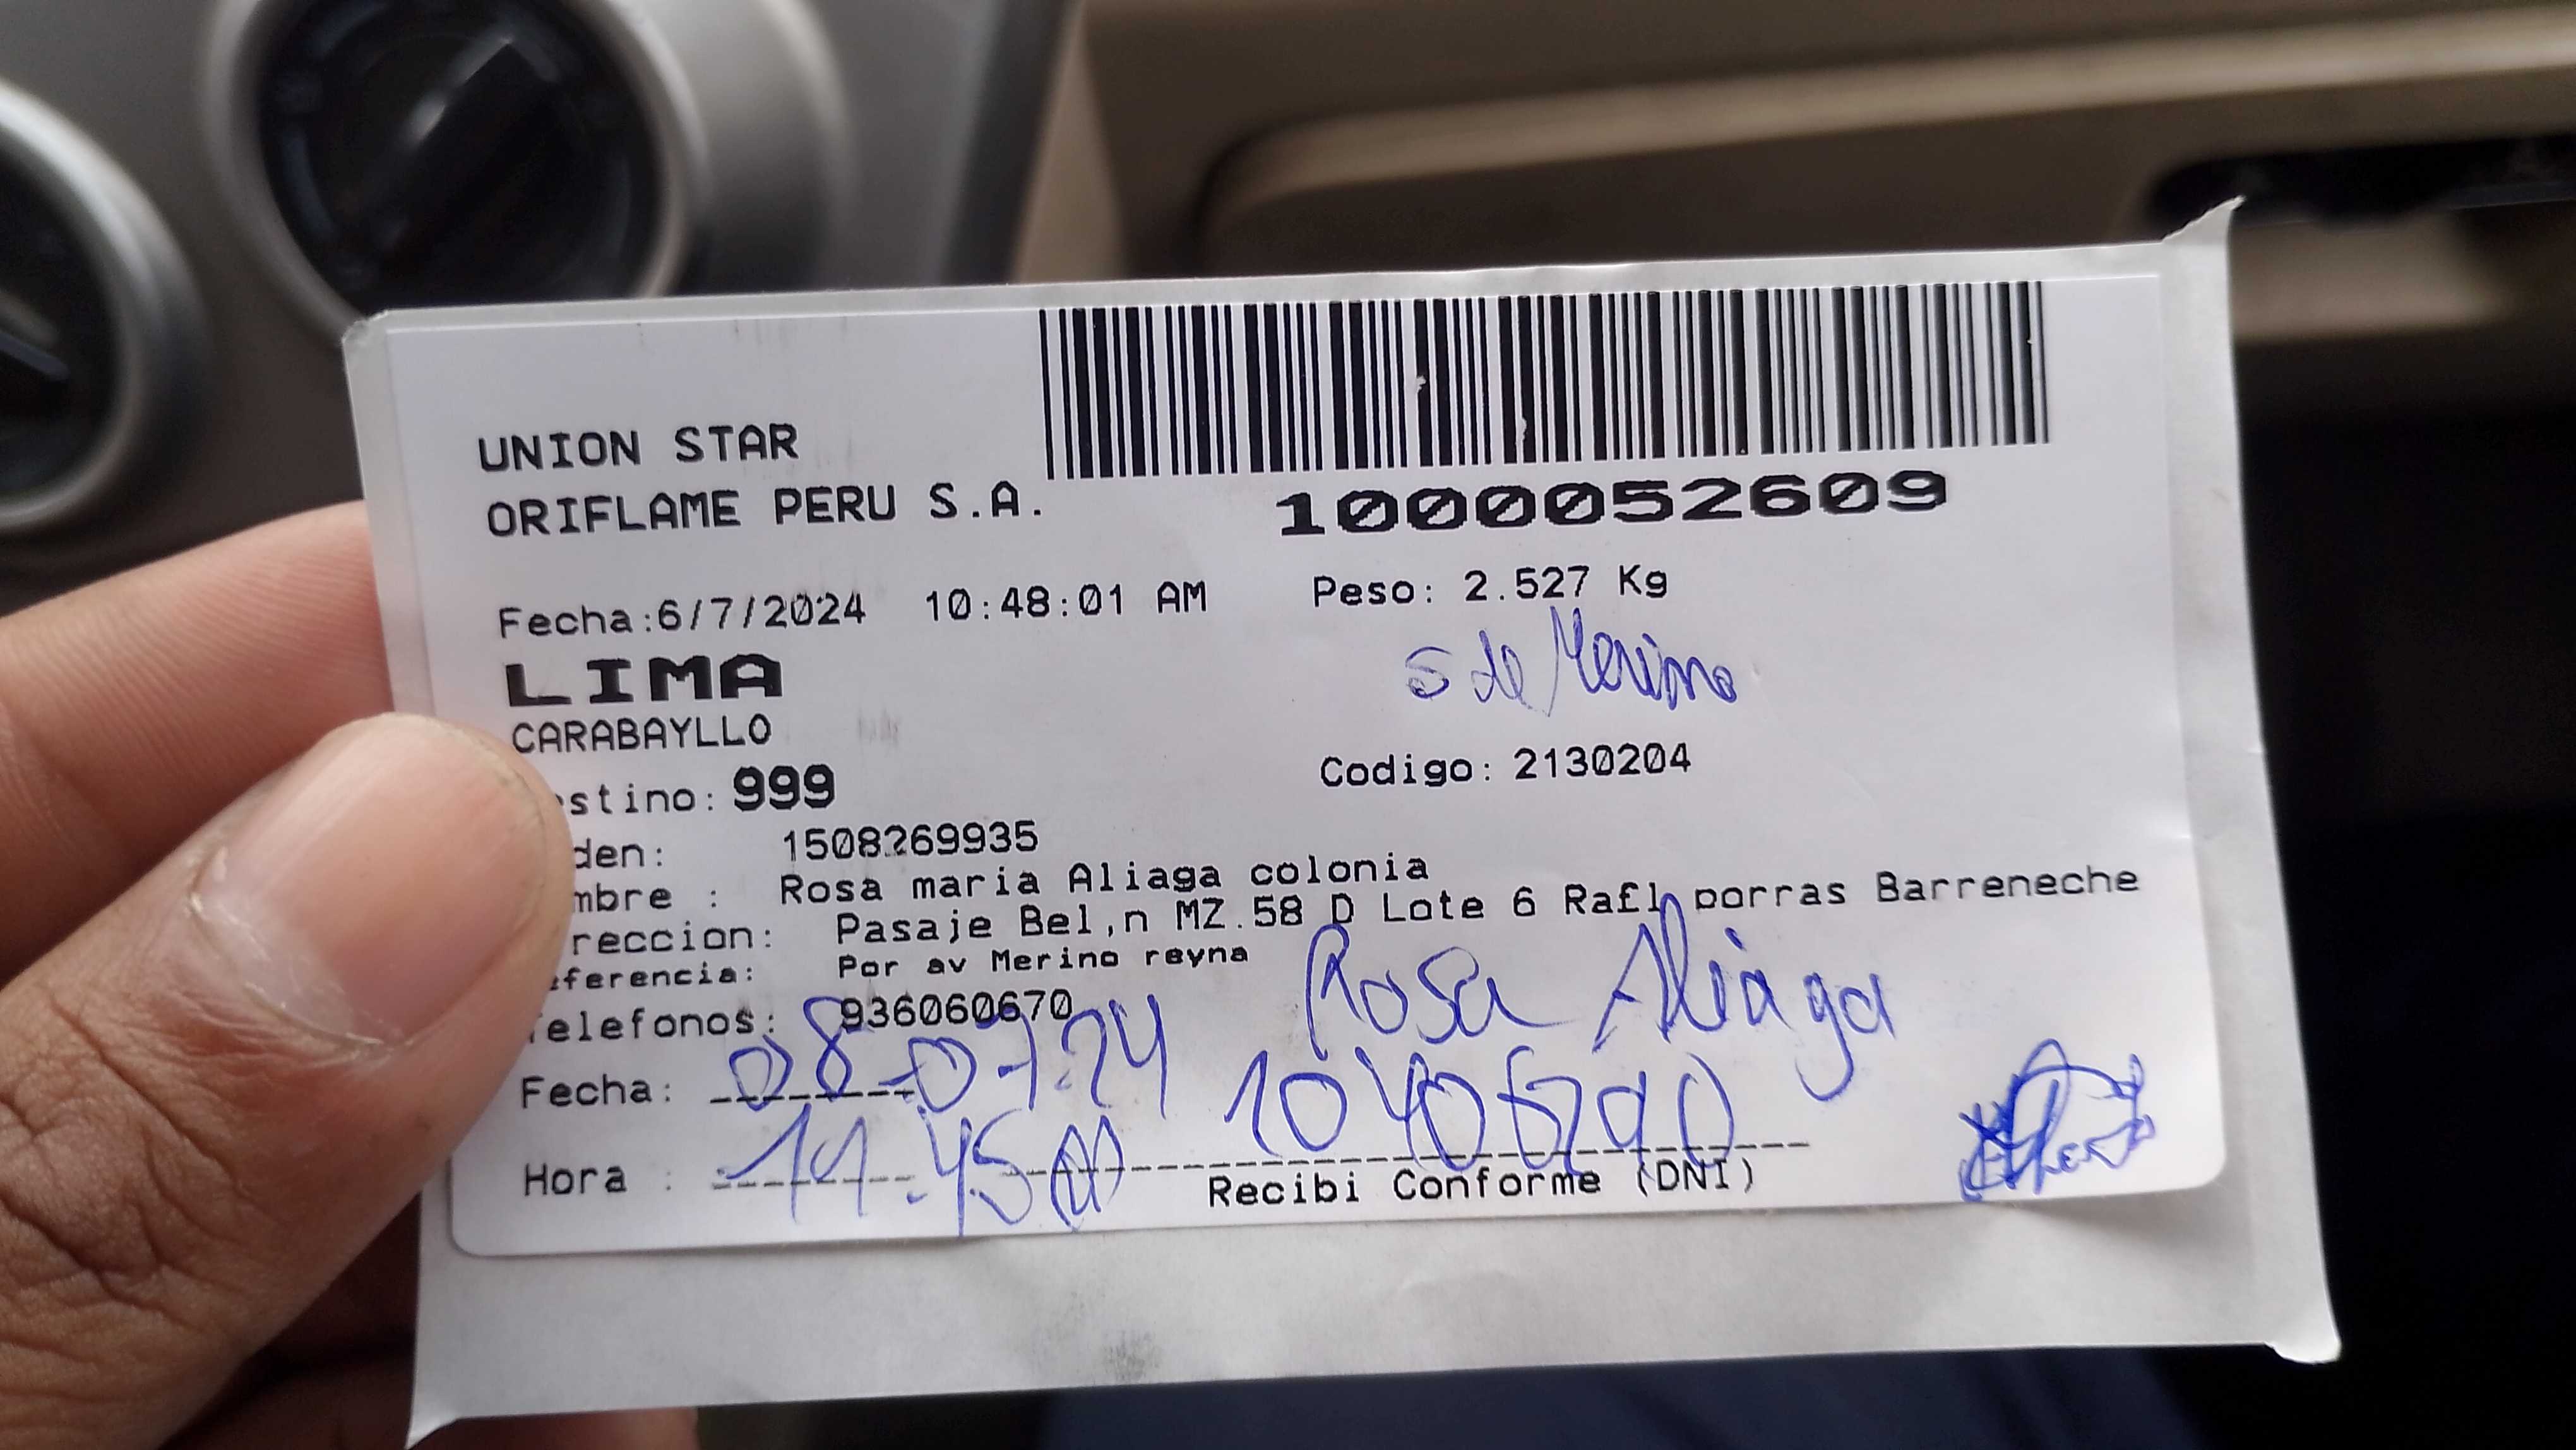 UNION STAR
ORIFLAME PERU S.A.
1000052609
Fecha:6/7/2024 10:48:01 AM Peso: 2.527 Kg
LIMA
S de Merino
CARABAYLLO
stino: 999 Codigo: 2130204
den: 1508269935
mbre : Rosa maria Aliaga colonia
reccion: Pasaje Bel,n MZ.58 D Lote 6 Raf£l porras Barreneche
ferencia: Por av Merino reyna
elefonos: 936060670
Rosa Aliaga
Fecha: 08-07-24
Hora : 11.45
Recibi Conforme (DNI)